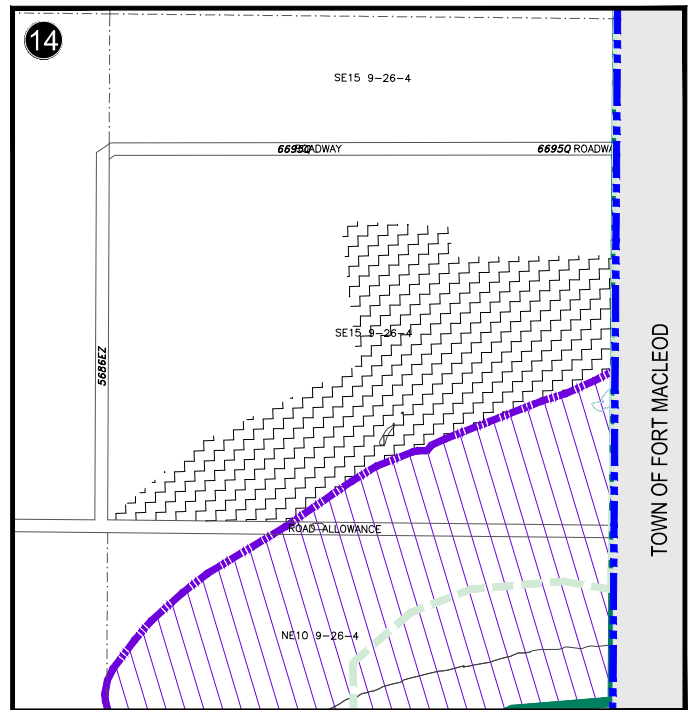 14
SE15 9-26-4
6695Q ROADWAY
6695Q ROADWA
SE15 9-26-4
5686EZ
TOWN OF FORT MACLEOD
ROAD ALLOWANCE
NE10 9-26-4